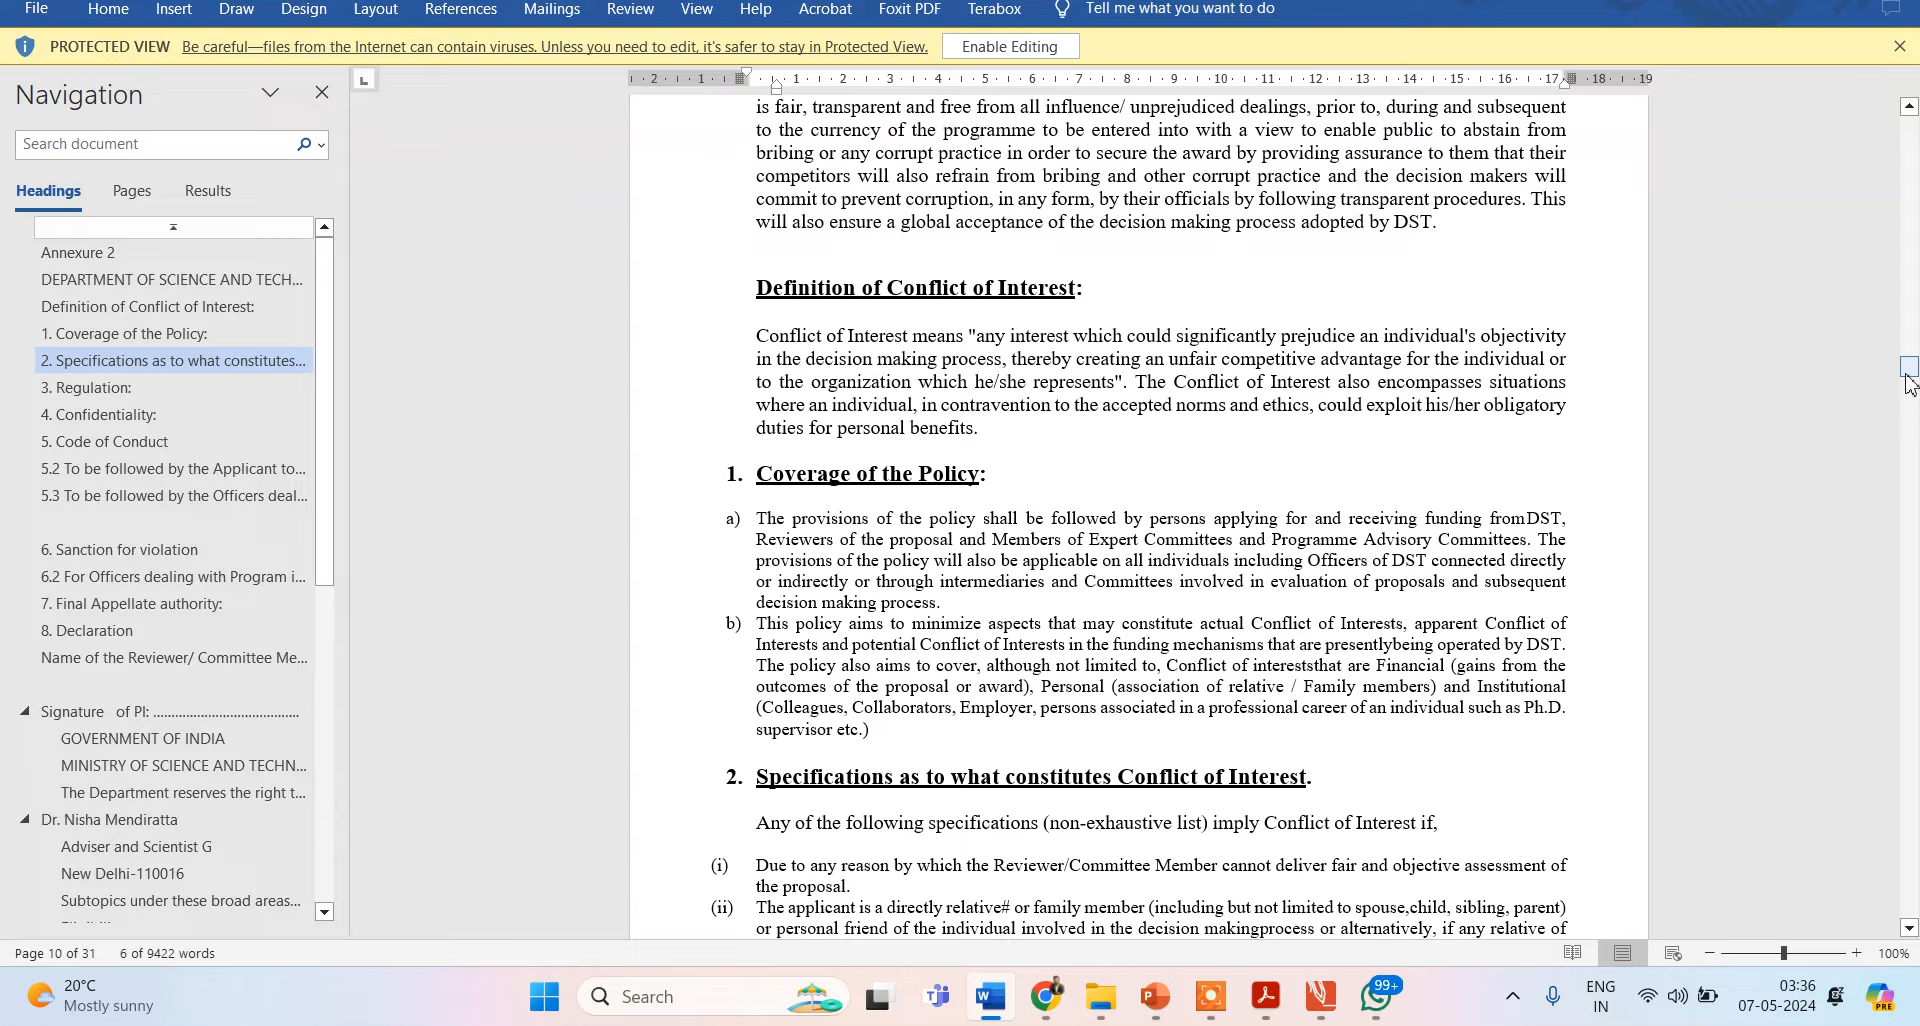 File Home Insert Draw Design Layout References Mailings Review View Help Acrobat Foxit PDF Terabox Tell me what you want to do
PROTECTED VIEW Be careful—files from the Internet can contain viruses. Unless you need to edit, it's safer to stay in Protected View. Enable Editing
Navigation
Search document
Headings Pages Results
Annexure 2
DEPARTMENT OF SCIENCE AND TECH...
Definition of Conflict of Interest:
1. Coverage of the Policy:
2. Specifications as to what constitutes...
3. Regulation:
4. Confidentiality:
5. Code of Conduct
5.2 To be followed by the Applicant to...
5.3 To be followed by the Officers deal...
6. Sanction for violation
6.2 For Officers dealing with Program i...
7. Final Appellate authority:
8. Declaration
Name of the Reviewer/ Committee Me...
Signature of PI: ......................................
GOVERNMENT OF INDIA
MINISTRY OF SCIENCE AND TECHN...
The Department reserves the right t...
Dr. Nisha Mendiratta
Adviser and Scientist G
New Delhi-110016
Subtopics under these broad areas...
2 1 1 2 3 4 5 6 7 8 9 10 11 12 13 14 15 16 17 18 19
is fair, transparent and free from all influence/ unprejudiced dealings, prior to, during and subsequent
to the currency of the programme to be entered into with a view to enable public to abstain from
bribing or any corrupt practice in order to secure the award by providing assurance to them that their
competitors will also refrain from bribing and other corrupt practice and the decision makers will
commit to prevent corruption, in any form, by their officials by following transparent procedures. This
will also ensure a global acceptance of the decision making process adopted by DST.
Definition of Conflict of Interest:
Conflict of Interest means "any interest which could significantly prejudice an individual's objectivity
in the decision making process, thereby creating an unfair competitive advantage for the individual or
to the organization which he/she represents". The Conflict of Interest also encompasses situations
where an individual, in contravention to the accepted norms and ethics, could exploit his/her obligatory
duties for personal benefits.
1. Coverage of the Policy:
a) The provisions of the policy shall be followed by persons applying for and receiving funding fromDST,
Reviewers of the proposal and Members of Expert Committees and Programme Advisory Committees. The
provisions of the policy will also be applicable on all individuals including Officers of DST connected directly
or indirectly or through intermediaries and Committees involved in evaluation of proposals and subsequent
decision making process.
b) This policy aims to minimize aspects that may constitute actual Conflict of Interests, apparent Conflict of
Interests and potential Conflict of Interests in the funding mechanisms that are presentlybeing operated by DST.
The policy also aims to cover, although not limited to, Conflict of intereststhat are Financial (gains from the
outcomes of the proposal or award), Personal (association of relative / Family members) and Institutional
(Colleagues, Collaborators, Employer, persons associated in a professional career of an individual such as Ph.D.
supervisor etc.)
2. Specifications as to what constitutes Conflict of Interest.
Any of the following specifications (non-exhaustive list) imply Conflict of Interest if,
(i) Due to any reason by which the Reviewer/Committee Member cannot deliver fair and objective assessment of
the proposal.
(ii) The applicant is a directly relative# or family member (including but not limited to spouse,child, sibling, parent)
or personal friend of the individual involved in the decision makingprocess or alternatively, if any relative of
Page 10 of 31 6 of 9422 words 100%
20°C
Mostly sunny
Search
99+
ENG
IN
03:36
07-05-2024
PRE